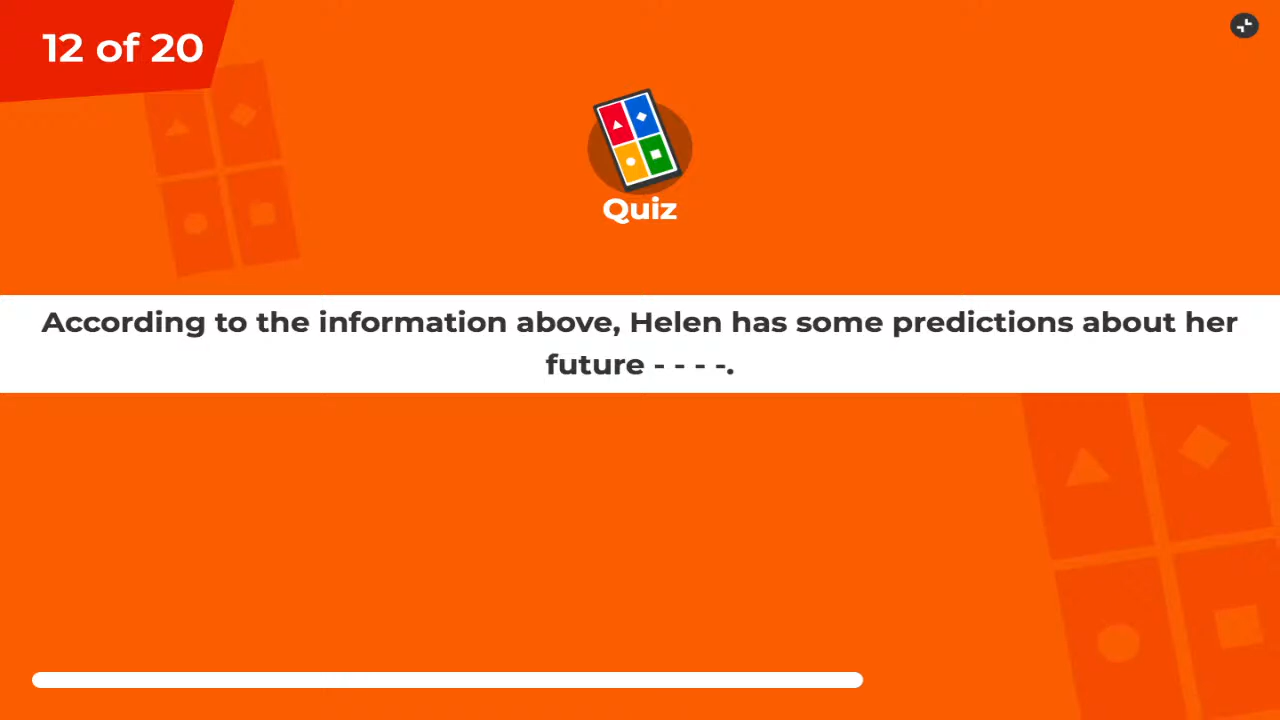 12 of 20
Quiz
According to the information above, Helen has some predictions about her
future - - - -.